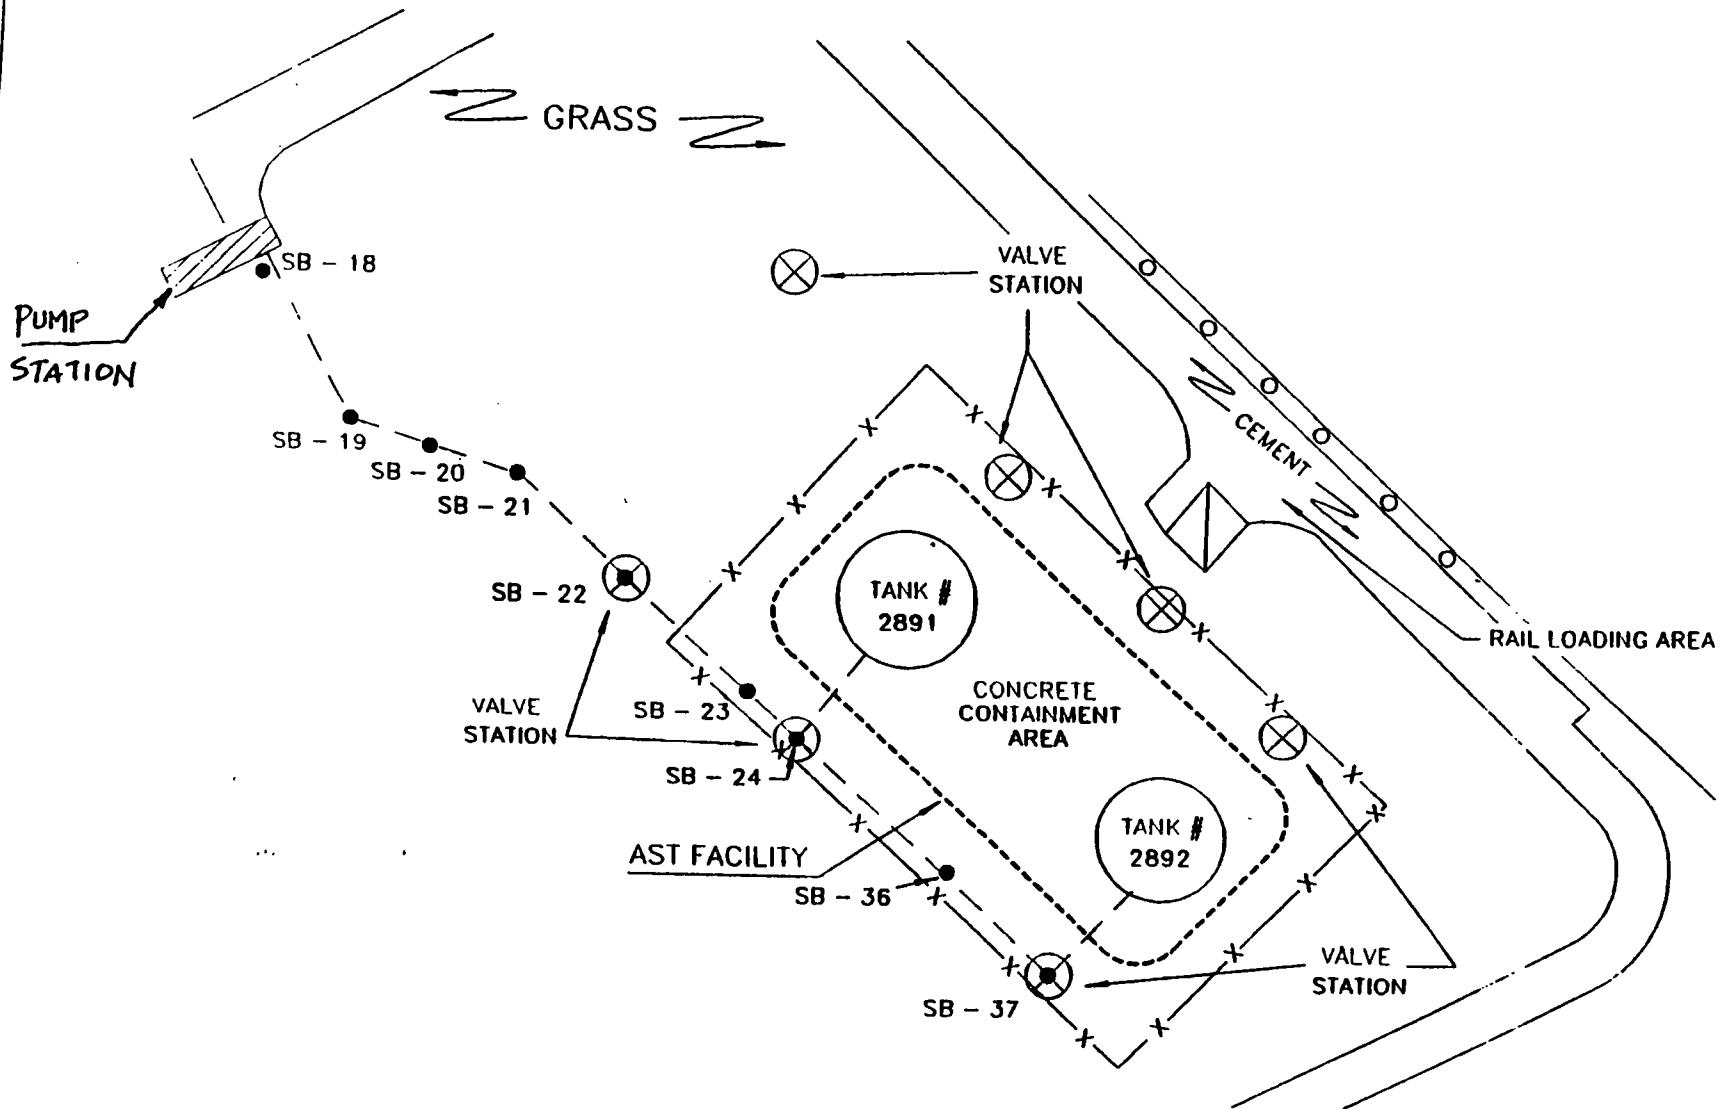 GRASS
VALVE
STATION
SB - 18
PUMP
STATION
CEMENT
SB - 19
SB - 20
SB - 21
SB - 22
TANK #
2891
RAIL LOADING AREA
CONCRETE
CONTAINMENT
AREA
VALVE
STATION
SB - 23
SB - 24
TANK #
2892
AST FACILITY
SB - 36
VALVE
STATION
SB - 37